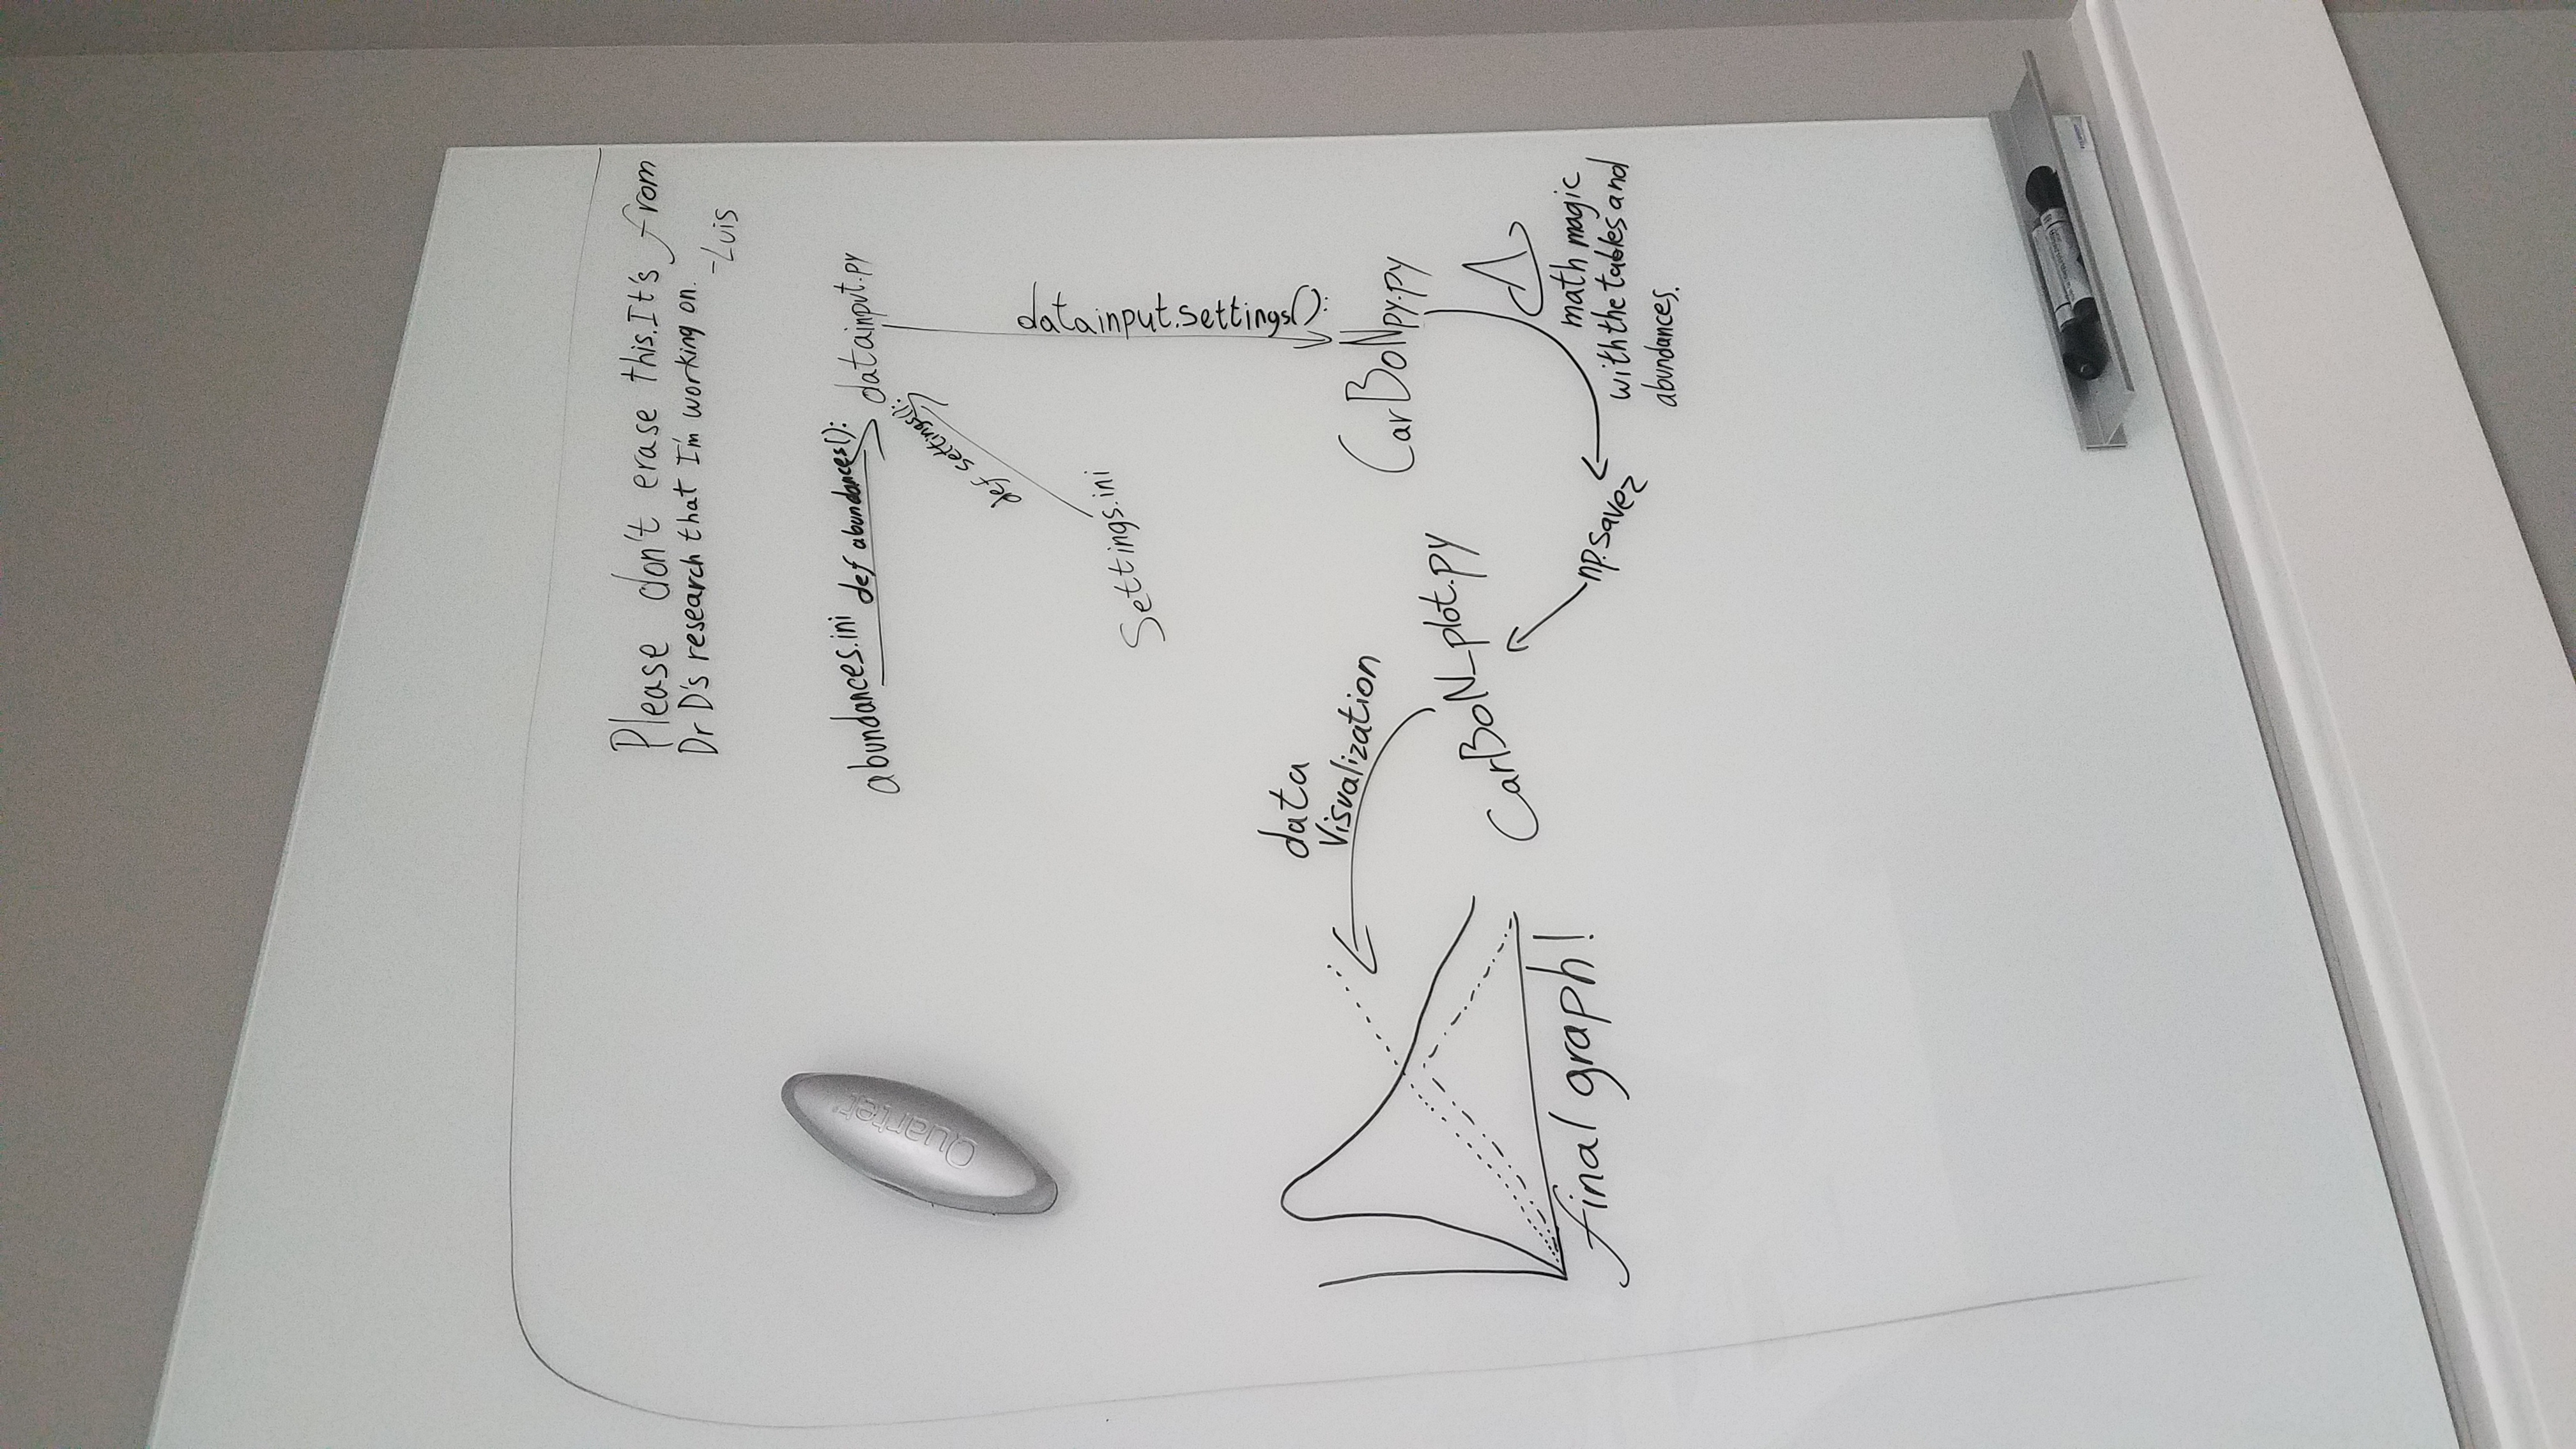 Please don't erase this. It's from
Dr D's research that I'm working on.
-Luis
abundances.ini
def abundances():
datainput.py
def settings():
Settings.ini
datainput.settings():
CarBoNpy.py
math magic
with the tables and
abundances.
np.savez
CarBoN_plot.py
data
Visualization
final graph!
Quartet